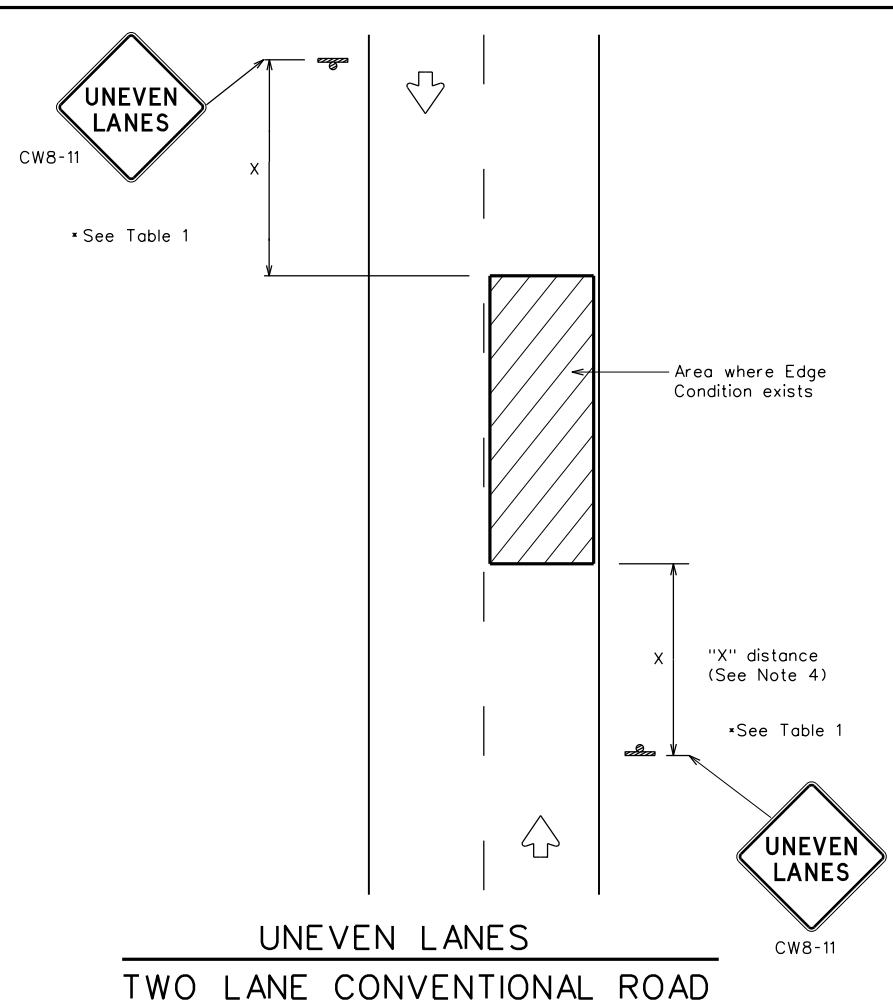 UNEVEN
LANES
CW8-11
X
*See Table 1
Area where Edge
Condition exists
X
"X" distance
(See Note 4)
*See Table 1
UNEVEN
LANES
CW8-11
UNEVEN LANES
TWO LANE CONVENTIONAL ROAD